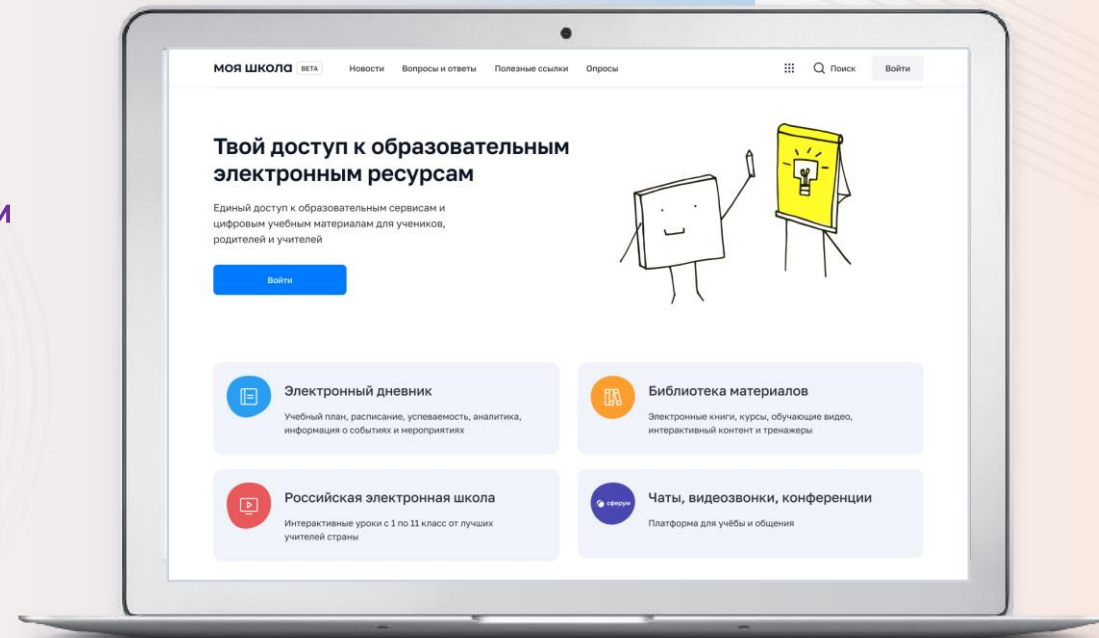 и
моя школа BETA Новости Вопросы и ответы Полезные ссылки Опросы Поиск Войти
Твой доступ к образовательным
электронным ресурсам
Единый доступ к образовательным сервисам и
цифровым учебным материалам для учеников,
родителей и учителей
Войти
Электронный дневник
Учебный план, расписание, успеваемость, аналитика,
информация о событиях и мероприятиях
Библиотека материалов
Электронные книги, курсы, обучающие видео,
интерактивный контент и тренажеры
Российская электронная школа
Интерактивные уроки с 1 по 11 класс от лучших
учителей страны
сферум
Чаты, видеозвонки, конференции
Платформа для учёбы и общения